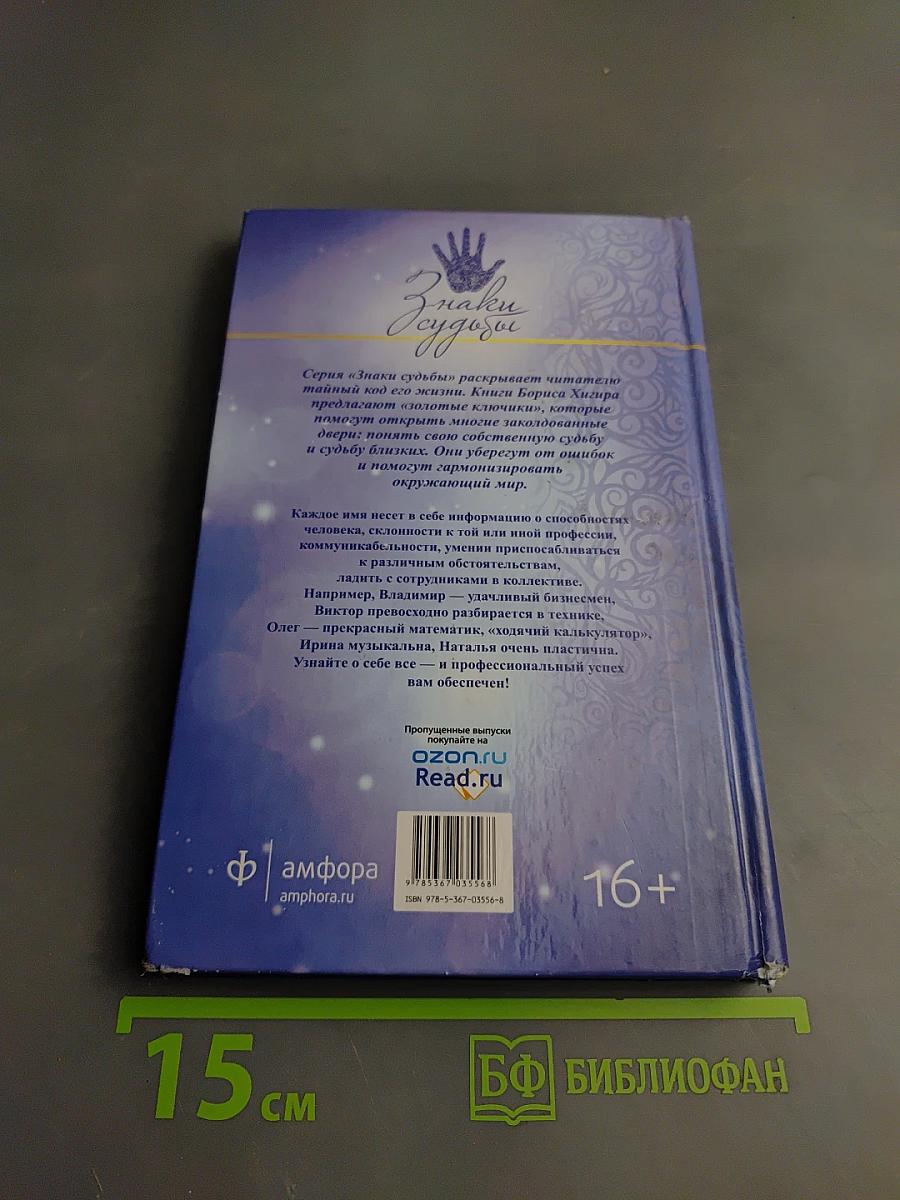 Знаки
судьбы
Серия «Знаки судьбы» раскрывает читателю
тайный код его жизни. Книги Бориса Хигира
предлагают «золотые ключики», которые
помогут открыть многие заколдованные
двери: понять свою собственную судьбу
и судьбу близких. Они уберегут от ошибок
и помогут гармонизировать
окружающий мир.
Каждое имя несет в себе информацию о способностях
человека, склонности к той или иной профессии,
коммуникабельности, умении приспосабливаться
к различным обстоятельствам,
ладить с сотрудниками в коллективе.
Например, Владимир — удачливый бизнесмен,
Виктор превосходно разбирается в технике,
Олег — прекрасный математик, «ходячий калькулятор»,
Ирина музыкальна, Наталья очень пластична.
Узнайте о себе все — и профессиональный успех
вам обеспечен!
Пропущенные выпуски
покупайте на
ozon.ru
Read.ru
ф амфора
amphora.ru
9 785367 035568
ISBN 978-5-367-03556-8
16+
15 см
БФ БИБЛИОФАН